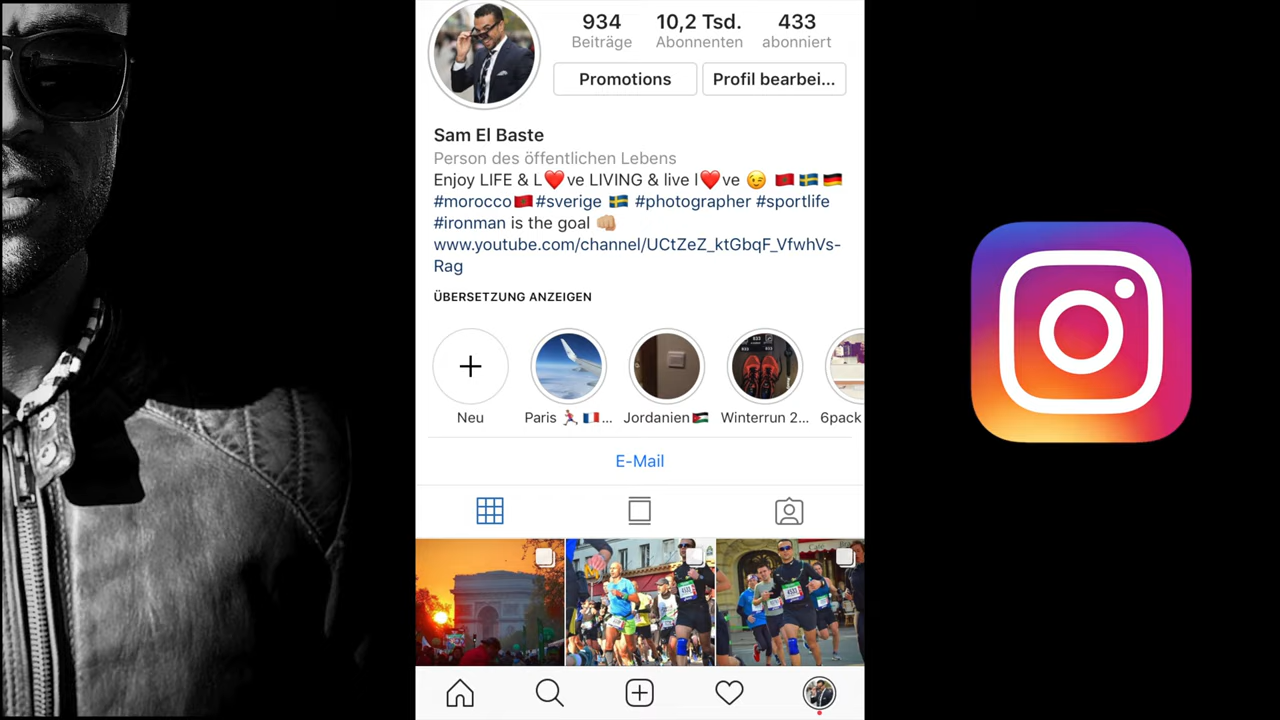 934 10,2 Tsd. 433
Beiträge Abonnenten abonniert
Promotions Profil bearbei...
Sam El Baste
Person des öffentlichen Lebens
Enjoy LIFE & L❤️ve LIVING & live l❤️ve 😉 🇲🇦🇸🇪🇩🇪
#morocco🇲🇦#sverige 🇸🇪 #photographer #sportlife
#ironman is the goal 👊🏼
www.youtube.com/channel/UCtZeZ_ktGbqF_VfwhVs-
Rag
ÜBERSETZUNG ANZEIGEN
Neu Paris 🏃🏻‍♂️🇫🇷... Jordanien🇯🇴 Winterrun 2... 6pack
E-Mail